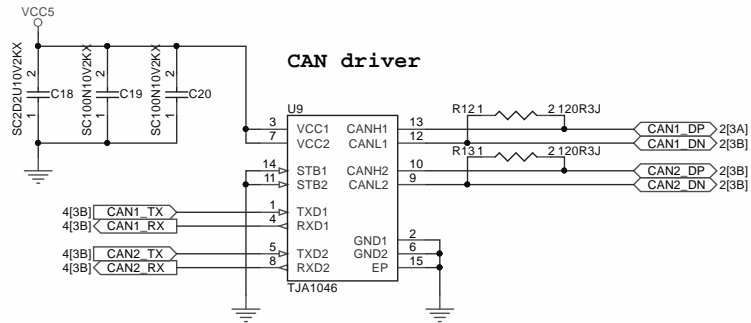 VCC5
CAN driver
SC2D2U10V2KX
2
1
C18
SC100N10V2KX
2
1
C19
SC100N10V2KX
2
1
C20
U9
R12 1
2 120R3J
3 VCC1 CANH1 13
CAN1_DP 2[3A]
7 VCC2 CANL1 12
CAN1_DN 2[3B]
R13 1
2 120R3J
14 STB1 CANH2 10
CAN2_DP 2[3B]
11 STB2 CANL2 9
CAN2_DN 2[3B]
4[3B] CAN1_TX 1 TXD1
4[3B] CAN1_RX 4 RXD1
GND1 2
4[3B] CAN2_TX 5 TXD2 GND2 6
4[3B] CAN2_RX 8 RXD2 EP 15
TJA1046